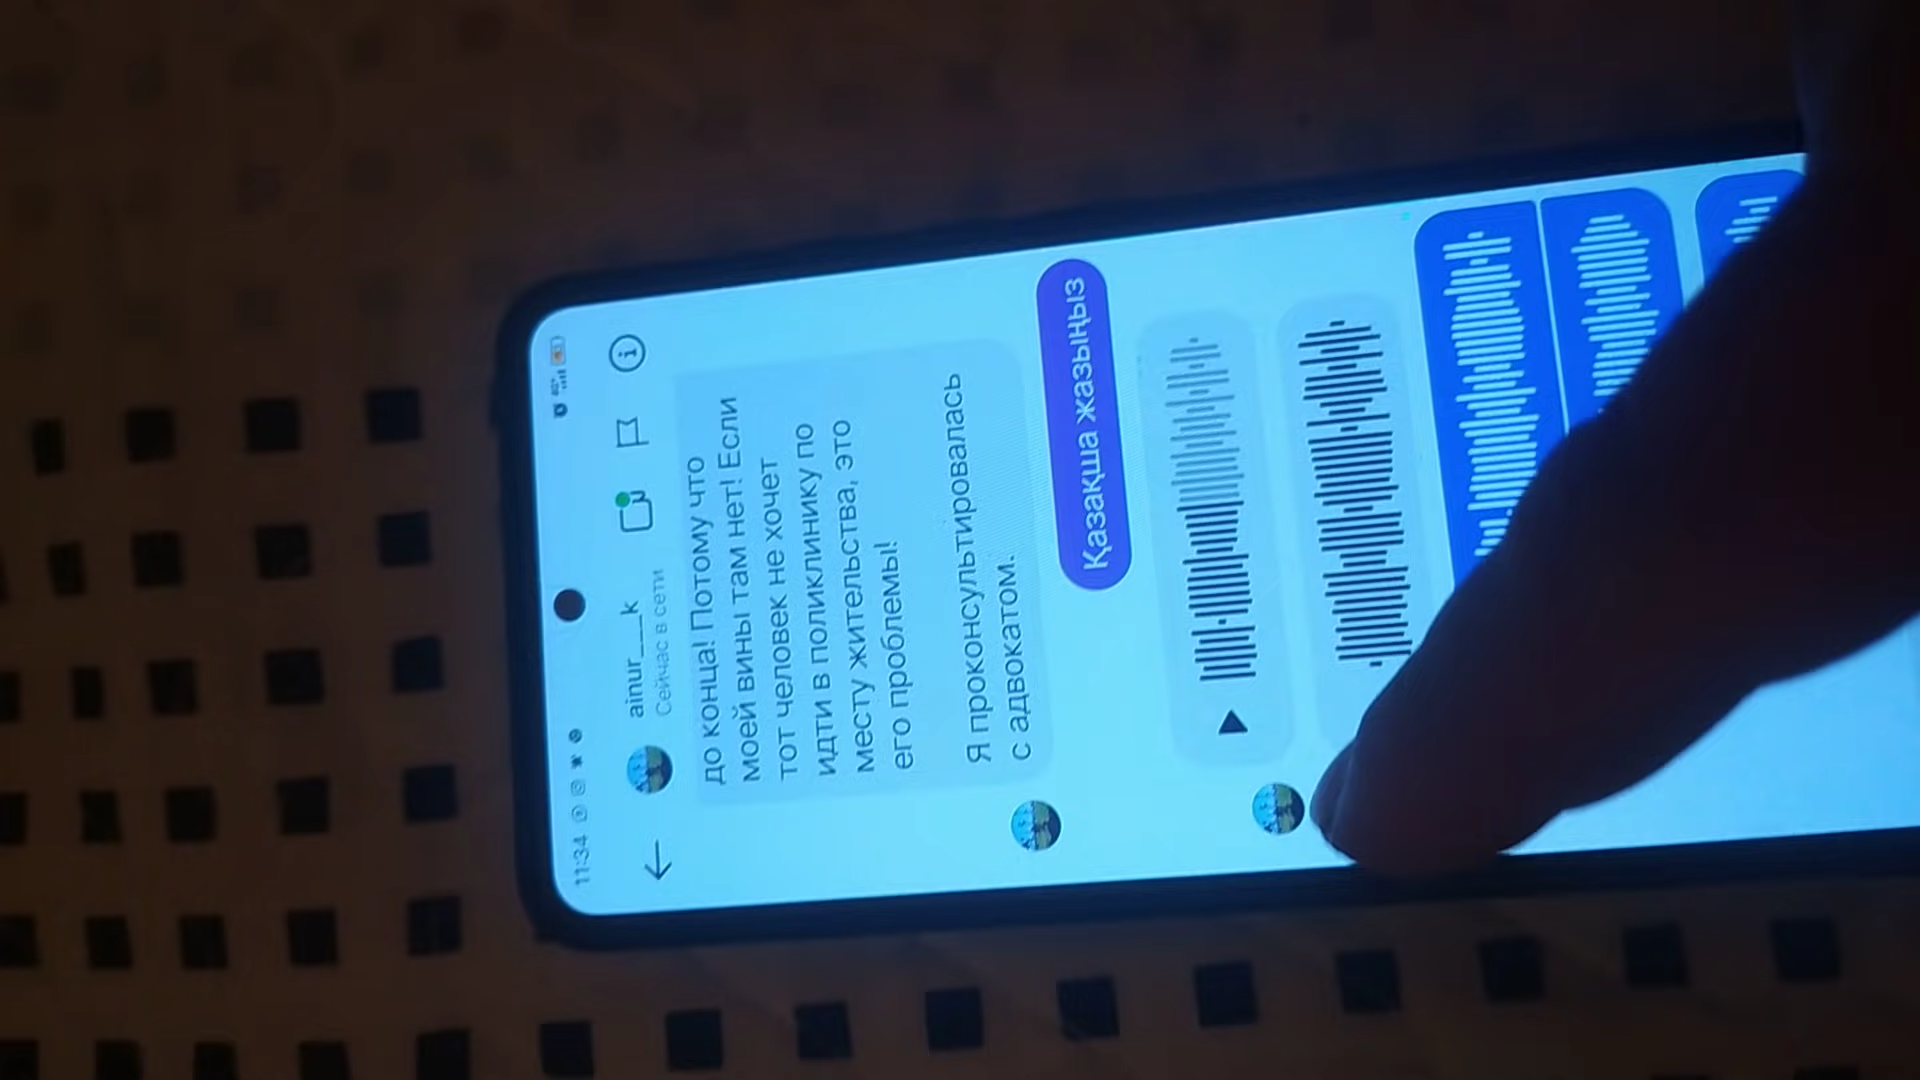 11:34
4G+
ainur___k
Сейчас в сети
до конца! Потому что
моей вины там нет! Если
тот человек не хочет
идти в поликлинику по
месту жительства, это
его проблемы!
Я проконсультировалась
с адвокатом.
Қазақша жазыңыз